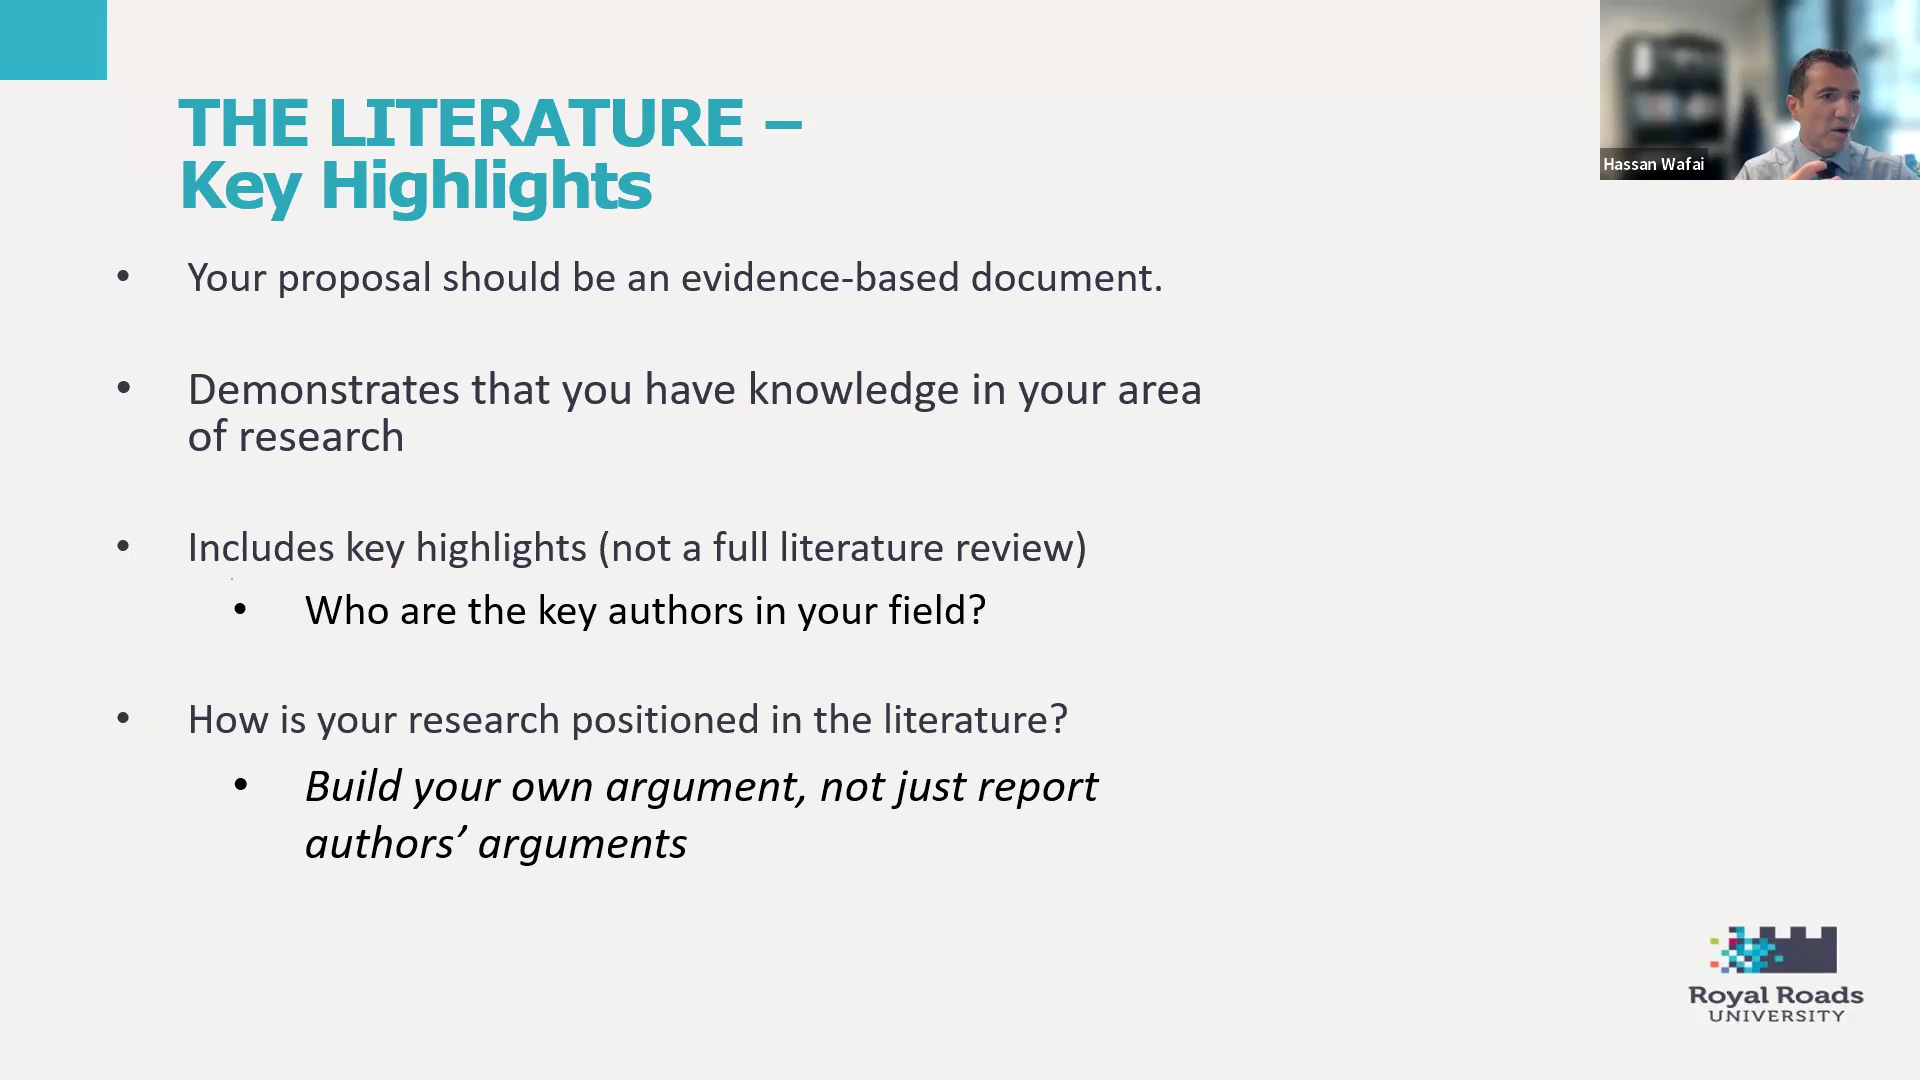 THE LITERATURE –
Key Highlights
Hassan Wafai
• Your proposal should be an evidence-based document.
• Demonstrates that you have knowledge in your area
of research
• Includes key highlights (not a full literature review)
• Who are the key authors in your field?
• How is your research positioned in the literature?
• Build your own argument, not just report
authors’ arguments
Royal Roads
UNIVERSITY